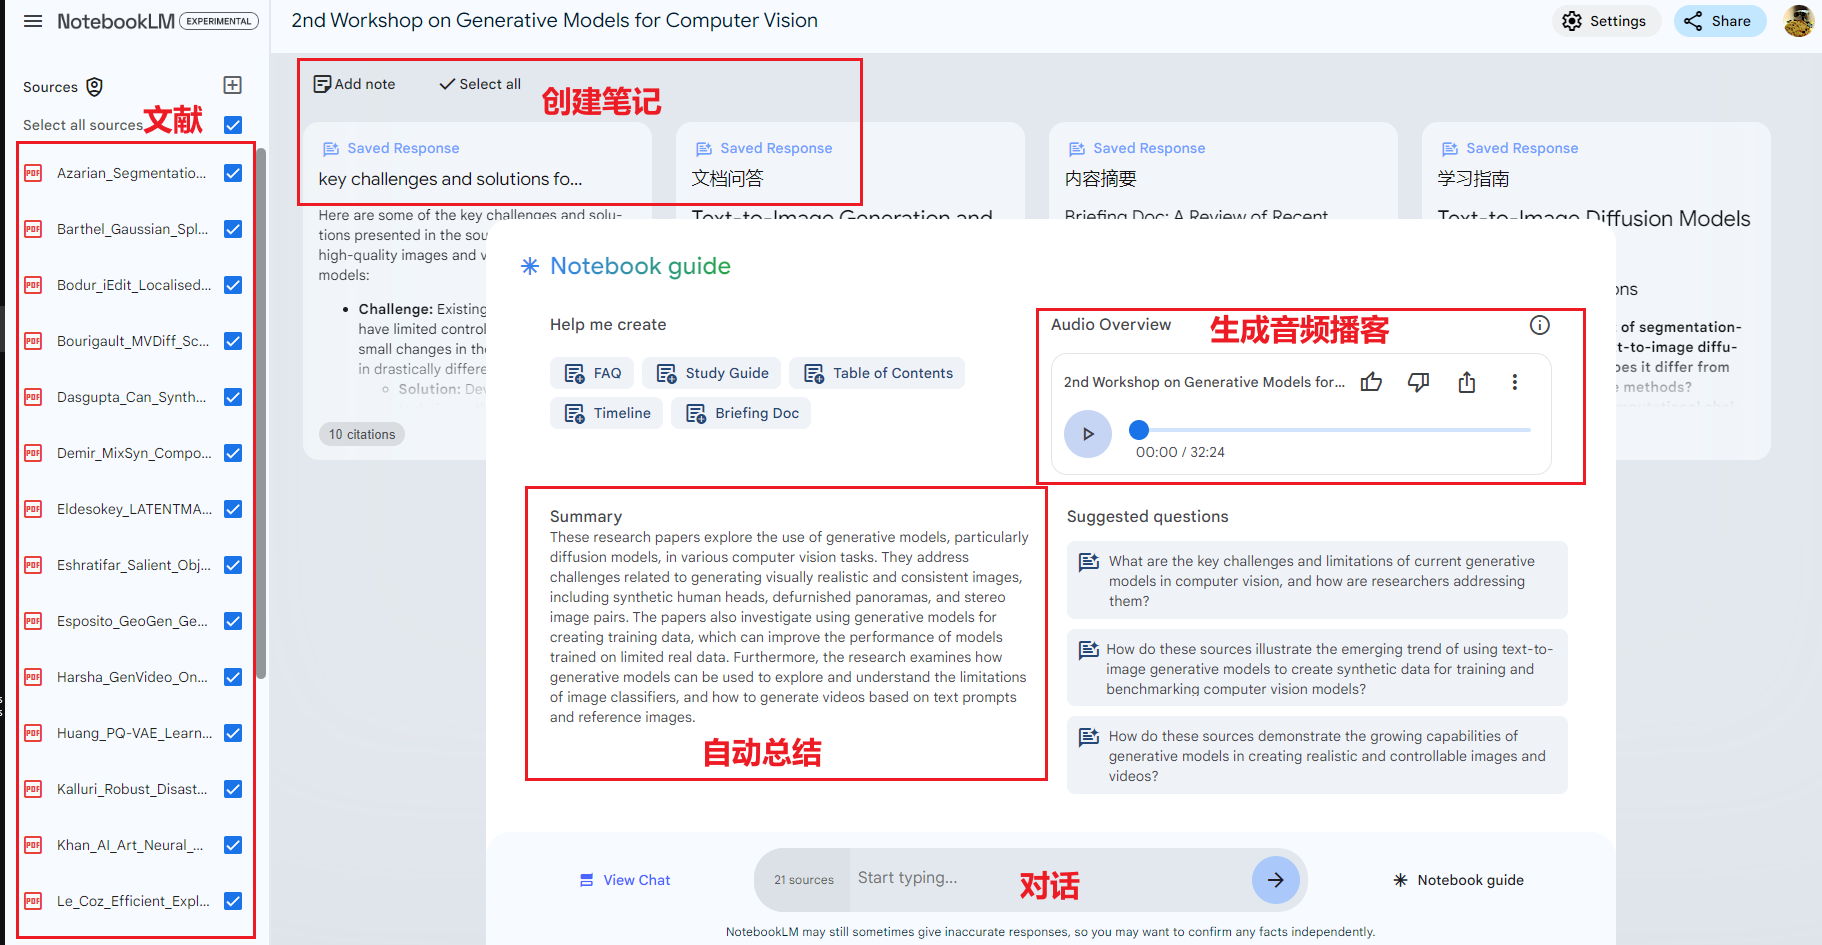 NotebookLM EXPERIMENTAL
2nd Workshop on Generative Models for Computer Vision
Settings
Share
Sources
Select all sources
文献
Azarian_Segmentatio...
Barthel_Gaussian_Spl...
Bodur_iEdit_Localised...
Bourigault_MVDiff_Sc...
Dasgupta_Can_Synth...
Demir_MixSyn_Compo...
Eldesokey_LATENTMA...
Eshratifar_Salient_Obj...
Esposito_GeoGen_Ge...
Harsha_GenVideo_On...
Huang_PQ-VAE_Learn...
Kalluri_Robust_Disast...
Khan_AI_Art_Neural_...
Le_Coz_Efficient_Expl...
Add note
Select all
创建笔记
Saved Response
key challenges and solutions fo...
Here are some of the key challenges and solu-
tions presented in the sou
high-quality images and v
models:
Challenge: Existing
have limited control
small changes in the
in drastically differe
Solution: De
10 citations
Saved Response
文档问答
Text-to-Image Generation and
Saved Response
内容摘要
Briefing Doc: A Review of Recent
Saved Response
学习指南
Text-to-Image Diffusion Models
ons
t of segmentation-
t-to-image diffu-
oes it differ from
e methods?
Notebook guide
Help me create
FAQ
Study Guide
Table of Contents
Timeline
Briefing Doc
Audio Overview
生成音频播客
2nd Workshop on Generative Models for...
00:00 / 32:24
Summary
These research papers explore the use of generative models, particularly
diffusion models, in various computer vision tasks. They address
challenges related to generating visually realistic and consistent images,
including synthetic human heads, defurnished panoramas, and stereo
image pairs. The papers also investigate using generative models for
creating training data, which can improve the performance of models
trained on limited real data. Furthermore, the research examines how
generative models can be used to explore and understand the limitations
of image classifiers, and how to generate videos based on text prompts
and reference images.
自动总结
Suggested questions
What are the key challenges and limitations of current generative
models in computer vision, and how are researchers addressing
them?
How do these sources illustrate the emerging trend of using text-to-
image generative models to create synthetic data for training and
benchmarking computer vision models?
How do these sources demonstrate the growing capabilities of
generative models in creating realistic and controllable images and
videos?
View Chat
21 sources
Start typing...
对话
Notebook guide
NotebookLM may still sometimes give inaccurate responses, so you may want to confirm any facts independently.